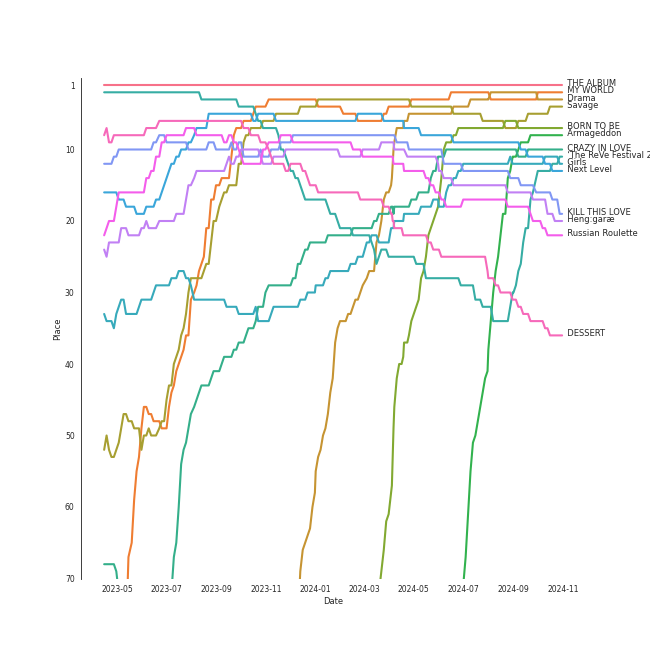 1
10
20
30
40
50
60
70
Place
2023-05
2023-07
2023-09
2023-11
2024-01
2024-03
2024-05
2024-07
2024-09
2024-11
Date
THE ALBUM
MY WORLD
Drama
Savage
BORN TO BE
Armageddon
CRAZY IN LOVE
'The ReVe Festival 2
Girls
Next Level
KILL THIS LOVE
Heng:garæ
Russian Roulette
DESSERT